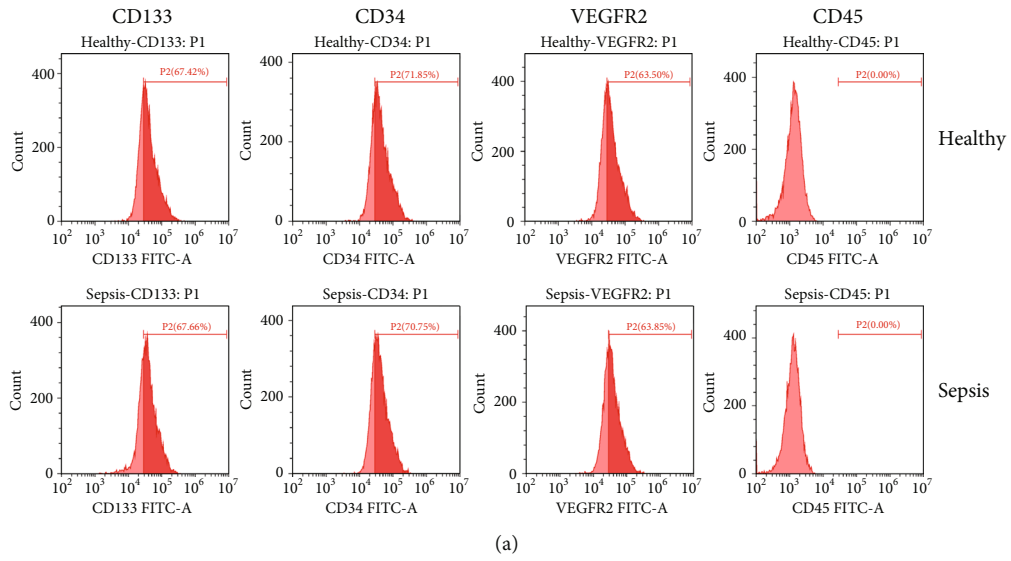 CD133 CD34 VEGFR2 CD45
Healthy-CD133: P1 Healthy-CD34: P1 Healthy-VEGFR2: P1 Healthy-CD45: P1
P2(67.42%) P2(71.85%) P2(63.50%) P2(0.00%)
400 400 400 400
Count Count Count Count
Healthy
200 200 200 200
0 0 0 0
10² 10³ 10⁴ 10⁵ 10⁶ 10⁷ 10² 10³ 10⁴ 10⁵ 10⁶ 10⁷ 10² 10³ 10⁴ 10⁵ 10⁶ 10⁷ 10² 10³ 10⁴ 10⁵ 10⁶ 10⁷
CD133 FITC-A CD34 FITC-A VEGFR2 FITC-A CD45 FITC-A
Sepsis-CD133: P1 Sepsis-CD34: P1 Sepsis-VEGFR2: P1 Sepsis-CD45: P1
P2(67.66%) P2(70.75%) P2(63.85%) P2(0.00%)
400 400 400 400
Count Count Count Count
Sepsis
200 200 200 200
0 0 0 0
10² 10³ 10⁴ 10⁵ 10⁶ 10⁷ 10² 10³ 10⁴ 10⁵ 10⁶ 10⁷ 10² 10³ 10⁴ 10⁵ 10⁶ 10⁷ 10² 10³ 10⁴ 10⁵ 10⁶ 10⁷
CD133 FITC-A CD34 FITC-A VEGFR2 FITC-A CD45 FITC-A
(a)